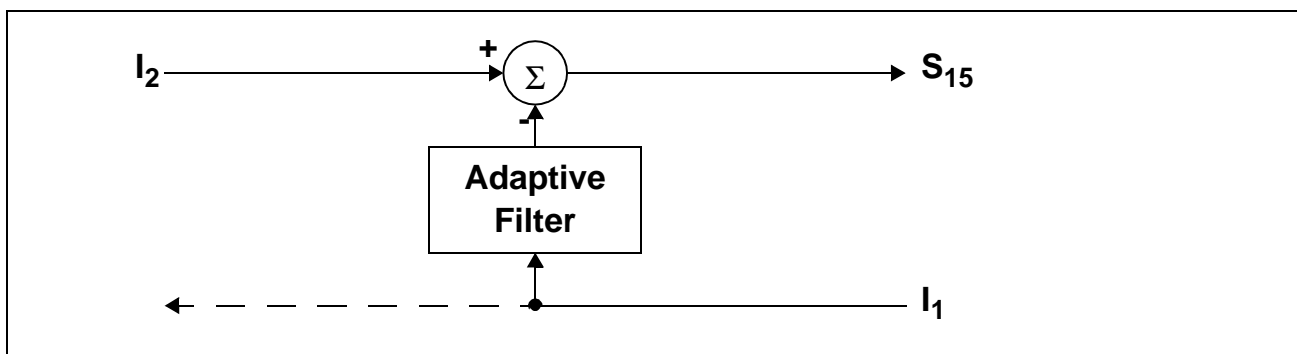 +
I₂ Σ S₁₅
-
Adaptive
Filter
I₁